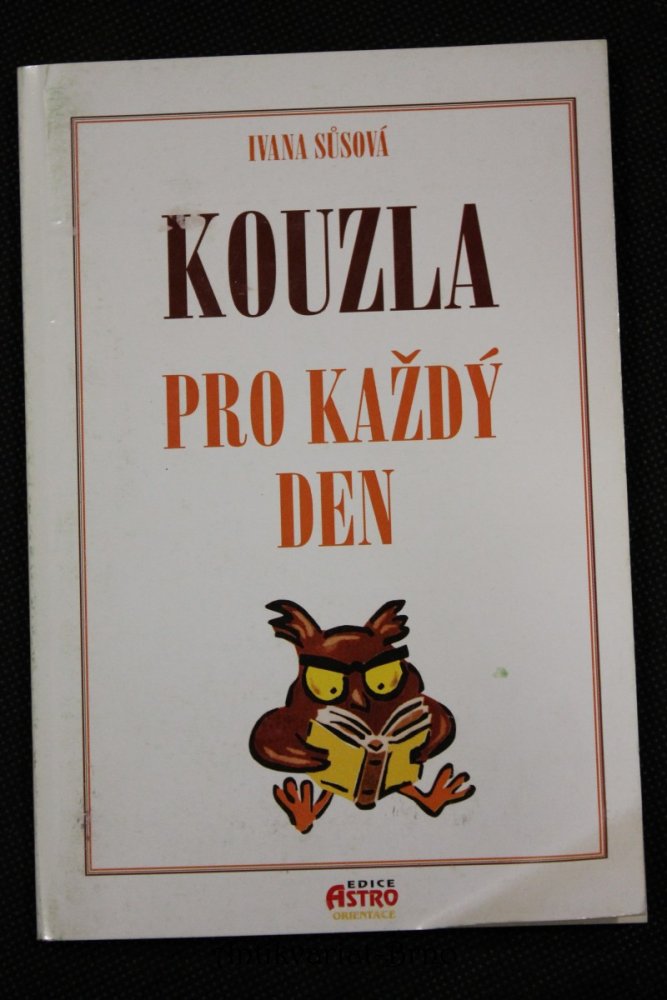 IVANA SŮSOVÁ
KOUZLA
PRO KAŽDÝ
DEN
EDICE
ASTRO
ORIENTACE